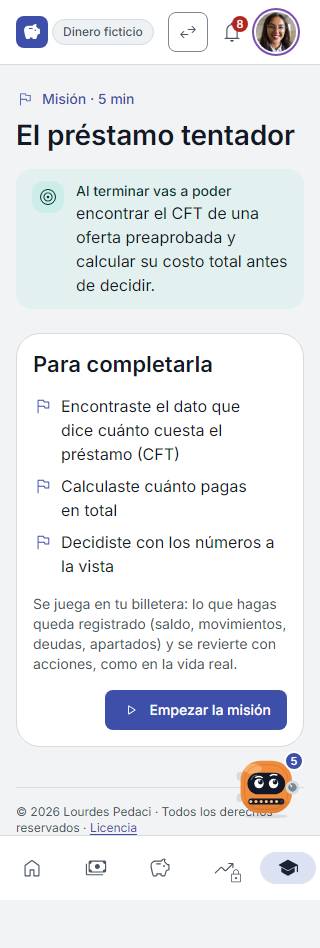 Dinero ficticio
8
Misión · 5 min
El préstamo tentador
Al terminar vas a poder
encontrar el CFT de una
oferta preaprobada y
calcular su costo total antes
de decidir.
Para completarla
Encontraste el dato que
dice cuánto cuesta el
préstamo (CFT)
Calculaste cuánto pagas
en total
Decidiste con los números a
la vista
Se juega en tu billetera: lo que hagas
queda registrado (saldo, movimientos,
deudas, apartados) y se revierte con
acciones, como en la vida real.
Empezar la misión
5
© 2026 Lourdes Pedaci · Todos los derechos
reservados · Licencia